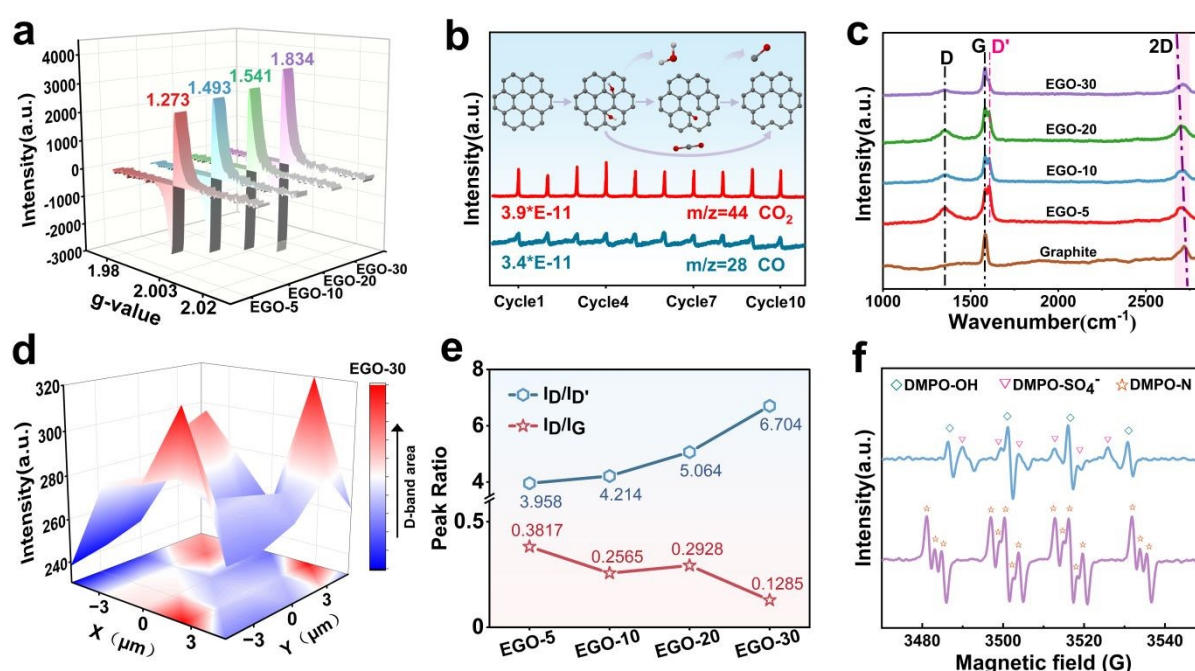 a
Intensity(a.u.)
4000
3000
2000
1000
0
-1000
-2000
-3000
1.273
1.493
1.541
1.834
1.98
2.003
2.02
g-value
EGO-5
EGO-10
EGO-20
EGO-30
b
Intensity(a.u.)
3.9*E-11
m/z=44 CO₂
3.4*E-11
m/z=28 CO
Cycle1
Cycle4
Cycle7
Cycle10
c
Intensity(a.u.)
D
G
D'
2D
EGO-30
EGO-20
EGO-10
EGO-5
Graphite
1000
1500
2000
2500
Wavenumber(cm⁻¹)
d
Intensity(a.u.)
320
300
280
260
240
EGO-30
D-band area
−3
0
3
X (μm)
−3
0
3
Y (μm)
e
Peak Ratio
8
6
4
0.5
0
I_D/I_D'
I_D/I_G
3.958
4.214
5.064
6.704
0.3817
0.2565
0.2928
0.1285
EGO-5
EGO-10
EGO-20
EGO-30
f
Intensity(a.u.)
DMPO-OH
DMPO-SO₄⁻
DMPO-N
3480
3500
3520
3540
Magnetic field (G)